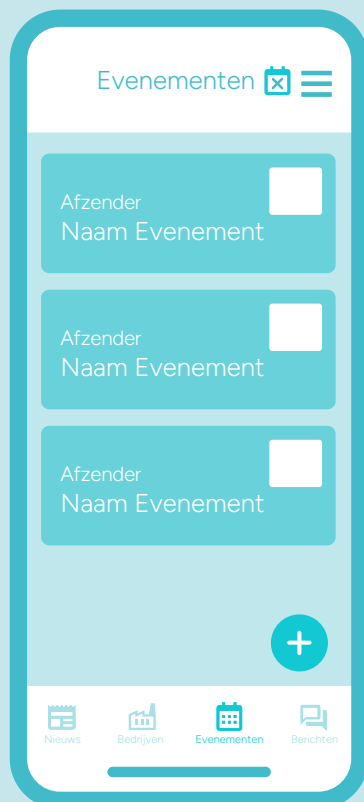 Evenementen
Afzender
Naam Evenement
Afzender
Naam Evenement
Afzender
Naam Evenement
Nieuws
Bedrijven
Evenementen
Berichten